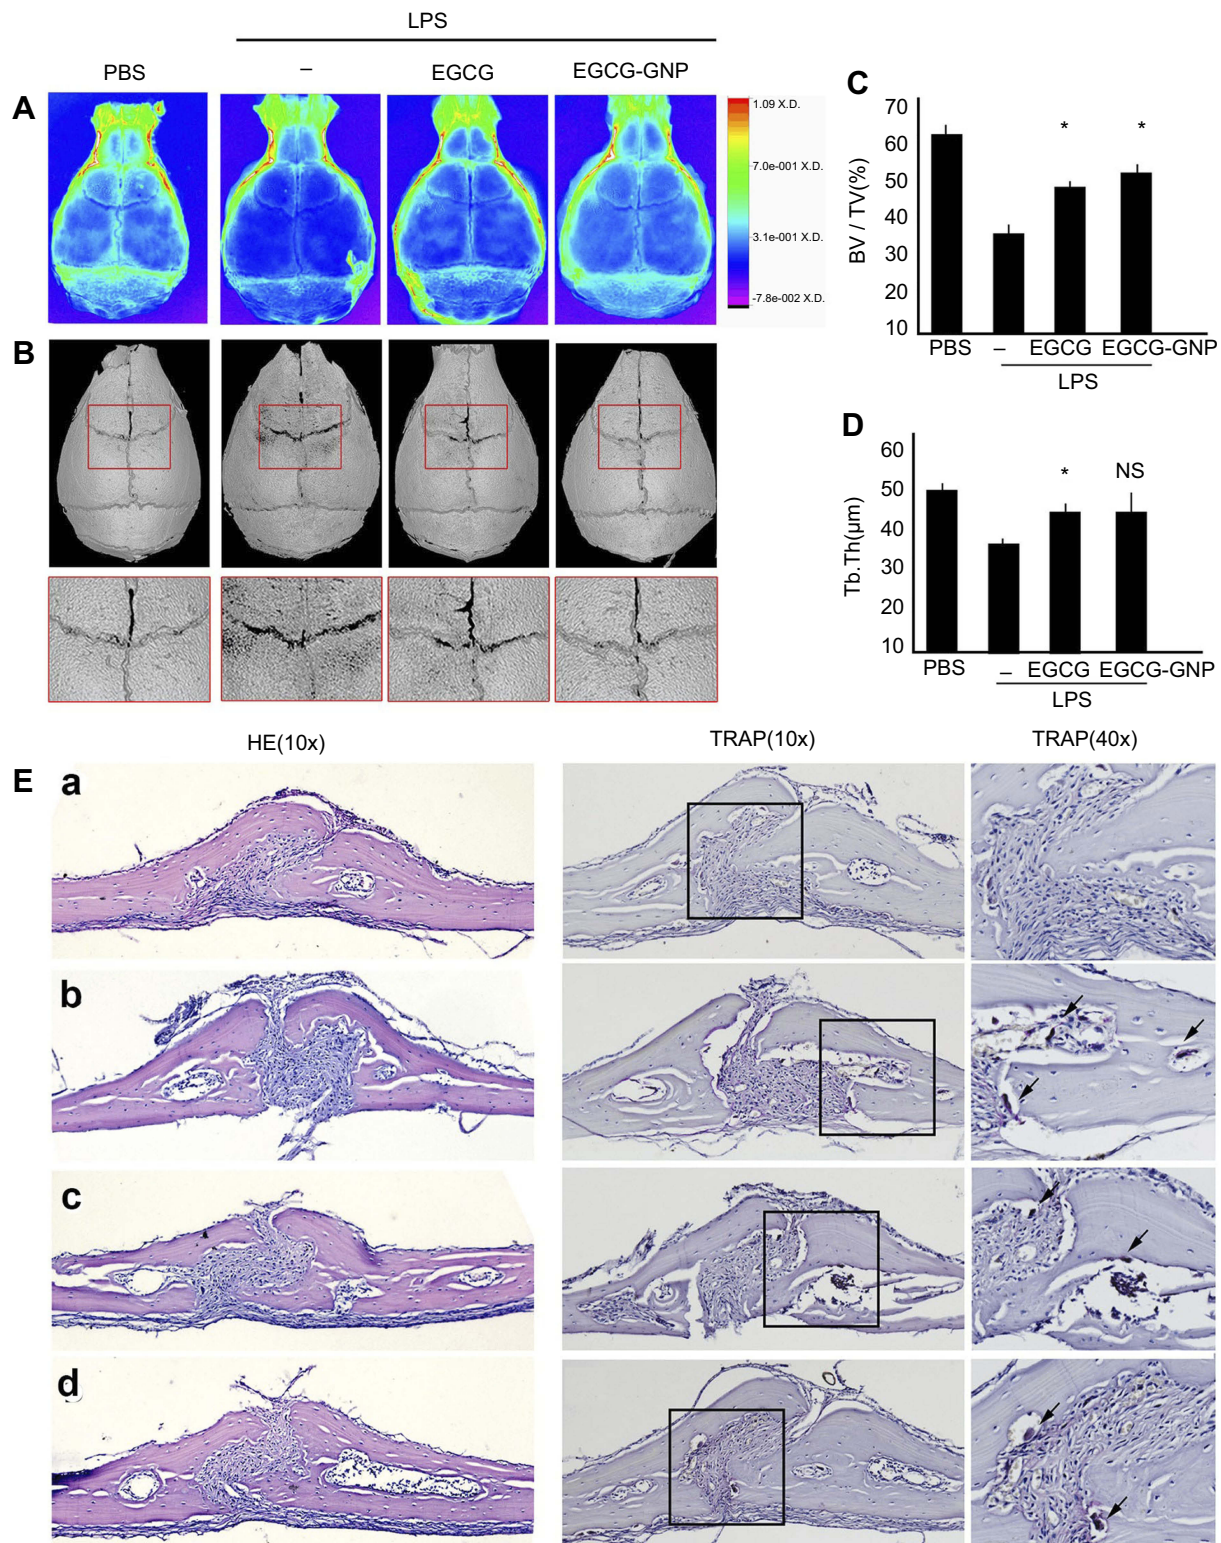 LPS
PBS
–
EGCG
EGCG-GNP
A
1.09 X.D.
7.0e-001 X.D.
3.1e-001 X.D.
-7.8e-002 X.D.
B
C
70
60
50
40
30
20
10
BV / TV(%)
*
*
PBS
–
EGCG
EGCG-GNP
LPS
D
60
50
40
30
20
10
Tb.Th(μm)
*
NS
PBS
–
EGCG
EGCG-GNP
LPS
HE(10x)
TRAP(10x)
TRAP(40x)
E
a
b
c
d